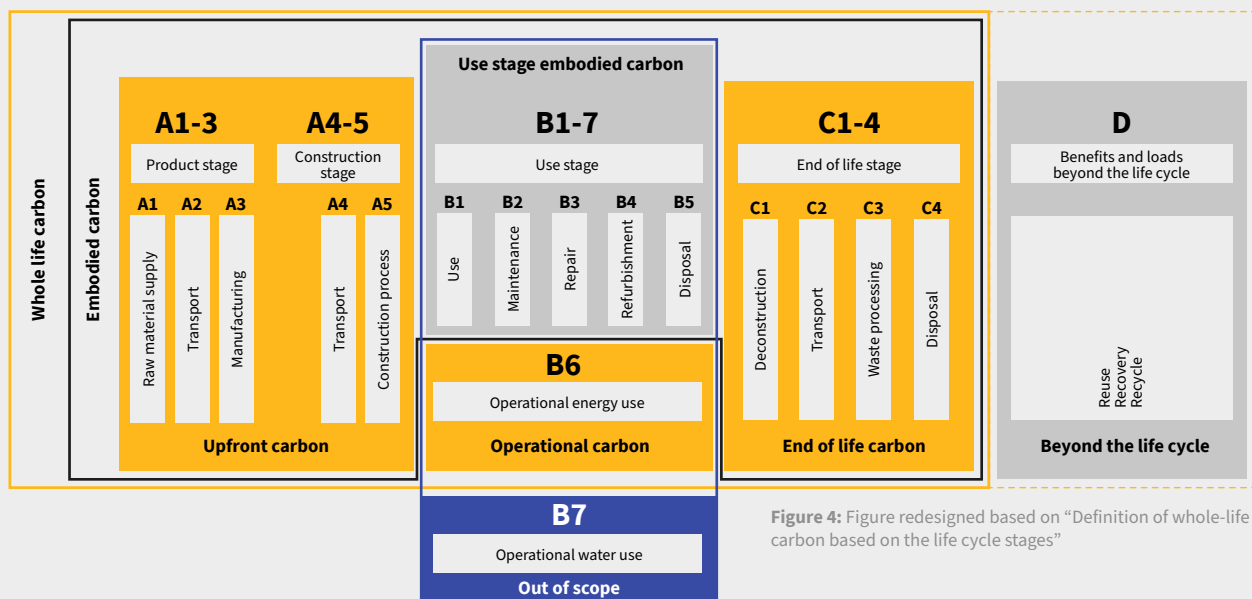 Whole life carbon
Embodied carbon
A1-3
Product stage
A1
Raw material supply
A2
Transport
A3
Manufacturing
A4-5
Construction
stage
A4
Transport
A5
Construction process
Upfront carbon
Use stage embodied carbon
B1-7
Use stage
B1
Use
B2
Maintenance
B3
Repair
B4
Refurbishment
B5
Disposal
B6
Operational energy use
Operational carbon
B7
Operational water use
Out of scope
C1-4
End of life stage
C1
Deconstruction
C2
Transport
C3
Waste processing
C4
Disposal
End of life carbon
D
Benefits and loads
beyond the life cycle
Reuse
Recovery
Recycle
Beyond the life cycle
Figure 4: Figure redesigned based on “Definition of whole-life
carbon based on the life cycle stages”